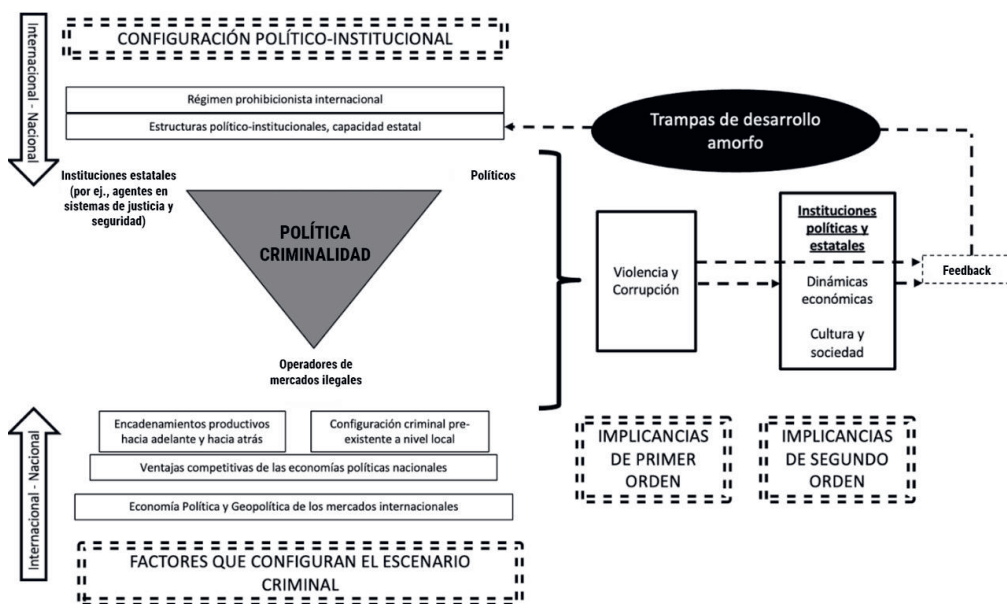 Internacional - Nacional
CONFIGURACIÓN POLÍTICO-INSTITUCIONAL
Régimen prohibicionista internacional
Estructuras político-institucionales, capacidad estatal
Trampas de desarrollo
amorfo
Instituciones estatales
(por ej., agentes en
sistemas de justicia y
seguridad)
Políticos
POLÍTICA
CRIMINALIDAD
Operadores de
mercados ilegales
Violencia y
Corrupción
Instituciones
políticas y
estatales
Dinámicas
económicas
Cultura y
sociedad
Feedback
Internacional - Nacional
Encadenamientos productivos
hacia adelante y hacia atrás
Configuración criminal pre-
existente a nivel local
Ventajas competitivas de las economías políticas nacionales
Economía Política y Geopolítica de los mercados internacionales
FACTORES QUE CONFIGURAN EL ESCENARIO
CRIMINAL
IMPLICANCIAS
DE PRIMER
ORDEN
IMPLICANCIAS
DE SEGUNDO
ORDEN